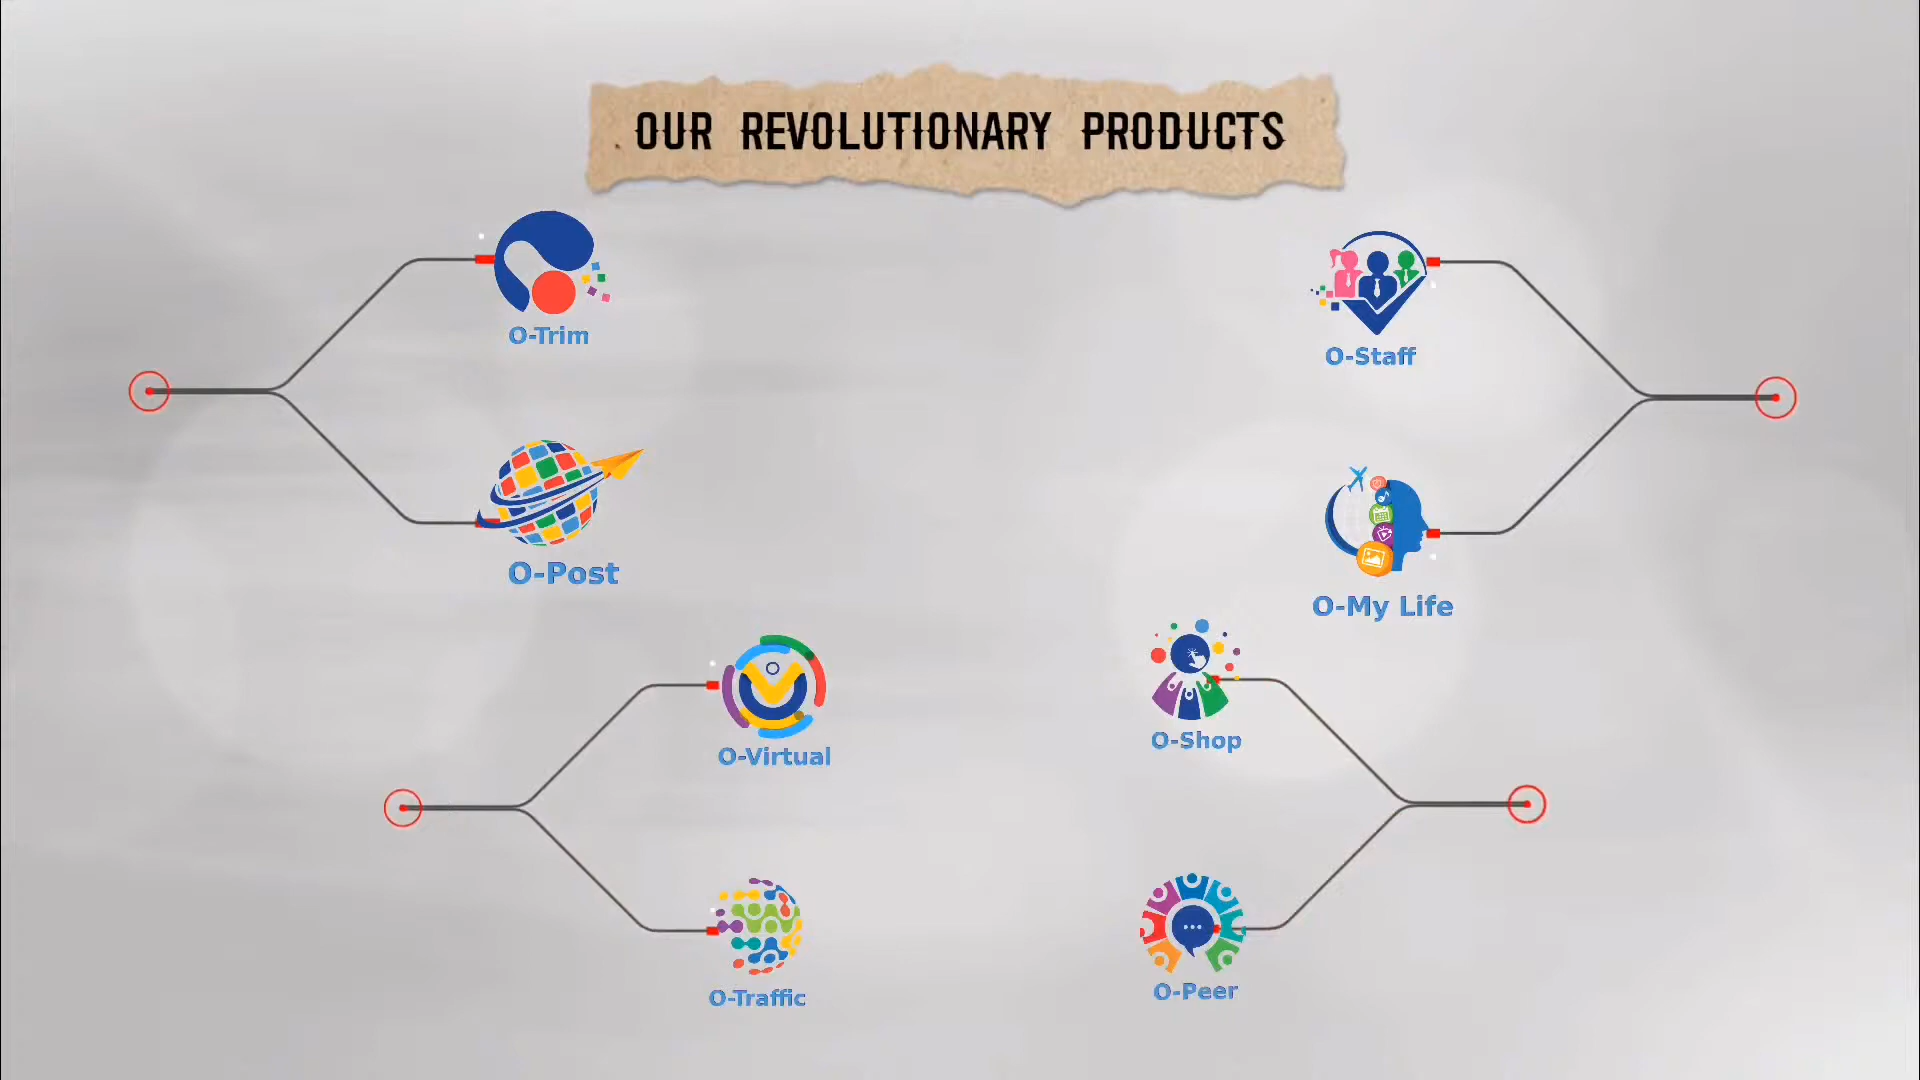 OUR REVOLUTIONARY PRODUCTS
O-Trim
O-Staff
O-Post
O-My Life
O-Virtual
O-Shop
O-Traffic
O-Peer